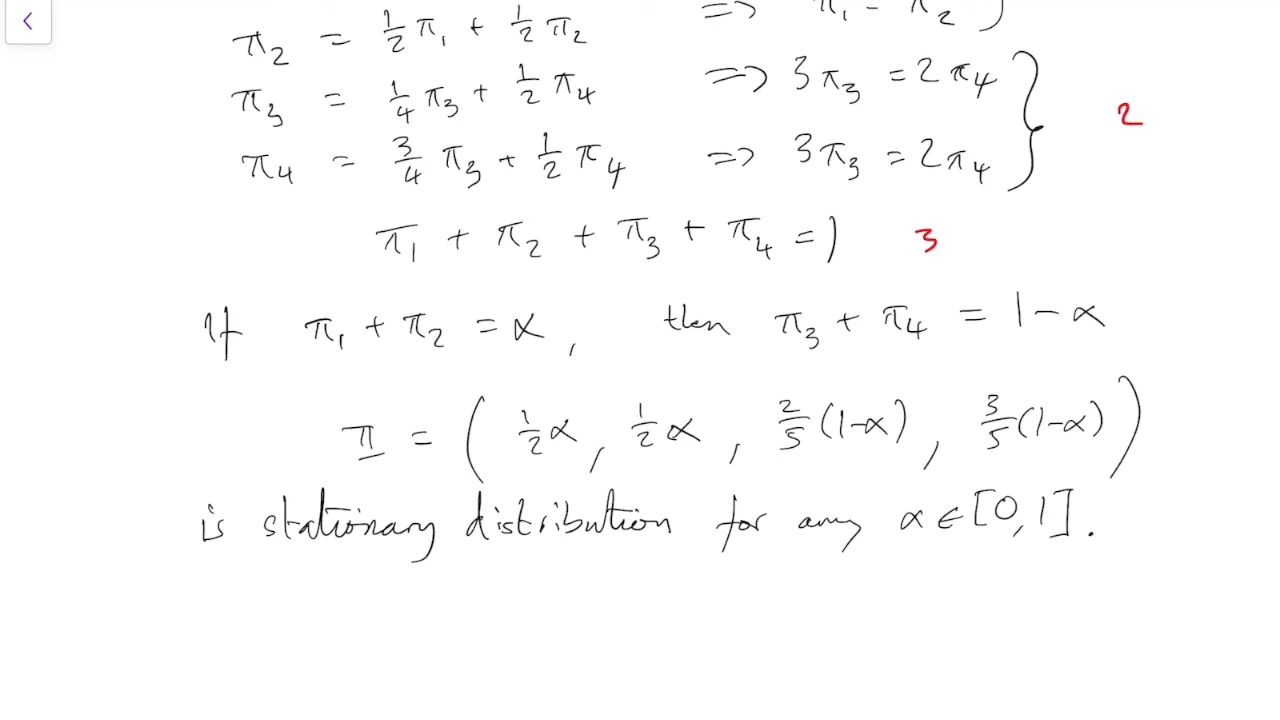 => π₁ = π₂ )
π₂ = ½π₁ + ½π₂
π₃ = ¼π₃ + ½π₄ => 3π₃ = 2π₄ }
2
π₄ = ¾π₃ + ½π₄ => 3π₃ = 2π₄
π₁ + π₂ + π₃ + π₄ = 1 3
If π₁ + π₂ = α, then π₃ + π₄ = 1 - α
π = ( ½α, ½α, ⅖(1-α), ⅗(1-α) )
is stationary distribution for any α ∈ [0,1].